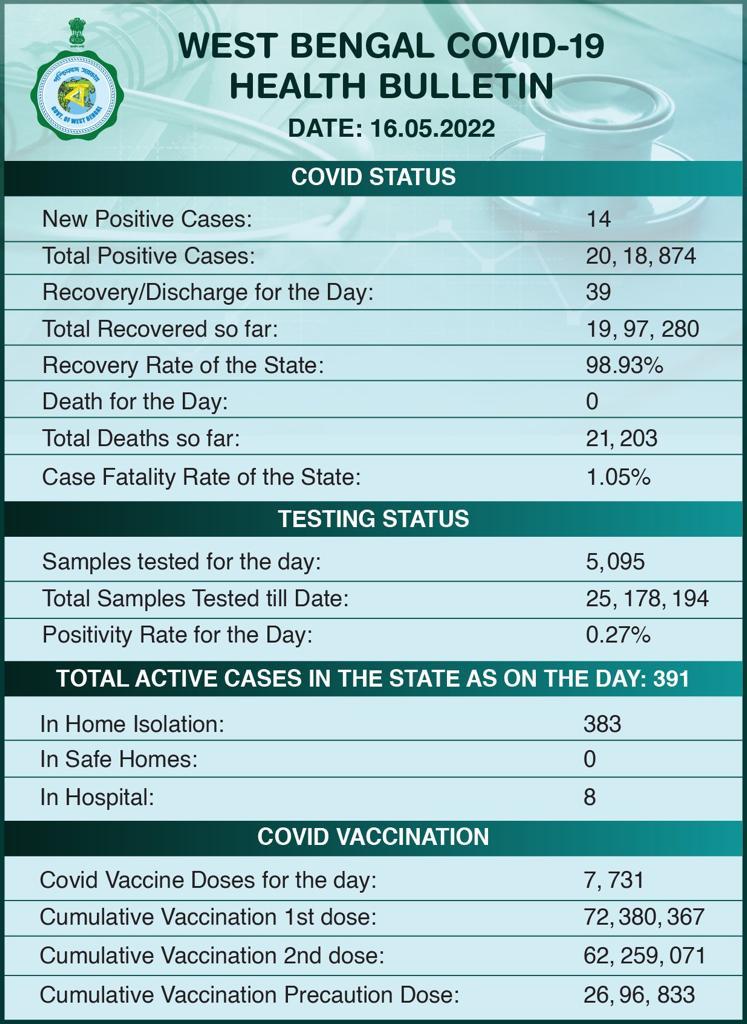 WEST BENGAL COVID-19
HEALTH BULLETIN
DATE: 16.05.2022
পশ্চিমবঙ্গ সরকার
ব
GOVT. OF WEST BENGAL
COVID STATUS
New Positive Cases: 14
Total Positive Cases: 20, 18, 874
Recovery/Discharge for the Day: 39
Total Recovered so far: 19, 97, 280
Recovery Rate of the State: 98.93%
Death for the Day: 0
Total Deaths so far: 21, 203
Case Fatality Rate of the State: 1.05%
TESTING STATUS
Samples tested for the day: 5,095
Total Samples Tested till Date: 25, 178, 194
Positivity Rate for the Day: 0.27%
TOTAL ACTIVE CASES IN THE STATE AS ON THE DAY: 391
In Home Isolation: 383
In Safe Homes: 0
In Hospital: 8
COVID VACCINATION
Covid Vaccine Doses for the day: 7, 731
Cumulative Vaccination 1st dose: 72, 380, 367
Cumulative Vaccination 2nd dose: 62, 259, 071
Cumulative Vaccination Precaution Dose: 26, 96, 833